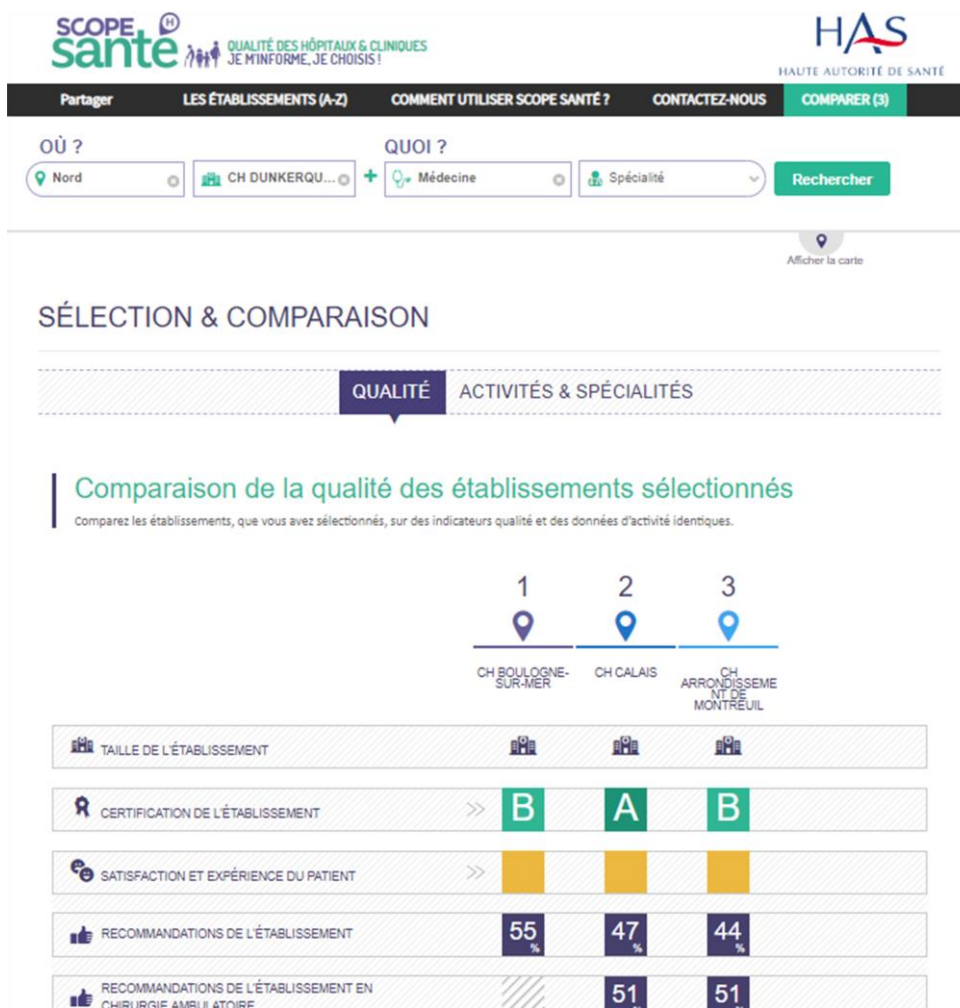 SCOPE H
santé QUALITÉ DES HÔPITAUX & CLINIQUES
JE M'INFORME, JE CHOISIS !
HAS
HAUTE AUTORITÉ DE SANTÉ
Partager LES ÉTABLISSEMENTS (A-Z) COMMENT UTILISER SCOPE SANTÉ ? CONTACTEZ-NOUS COMPARER (3)
OÙ ? QUOI ?
Nord CH DUNKERQU... + Médecine Spécialité Rechercher
Afficher la carte
SÉLECTION & COMPARAISON
QUALITÉ ACTIVITÉS & SPÉCIALITÉS
Comparaison de la qualité des établissements sélectionnés
Comparez les établissements, que vous avez sélectionnés, sur des indicateurs qualité et des données d'activité identiques.
1 2 3
CH BOULOGNE-
SUR-MER
CH CALAIS
CH
ARRONDISSEME
NT DE
MONTREUIL
TAILLE DE L'ÉTABLISSEMENT
CERTIFICATION DE L'ÉTABLISSEMENT >> B A B
SATISFACTION ET EXPÉRIENCE DU PATIENT >>
RECOMMANDATIONS DE L'ÉTABLISSEMENT 55 % 47 % 44 %
RECOMMANDATIONS DE L'ÉTABLISSEMENT EN
CHIRURGIE AMBULATOIRE 51 % 51 %